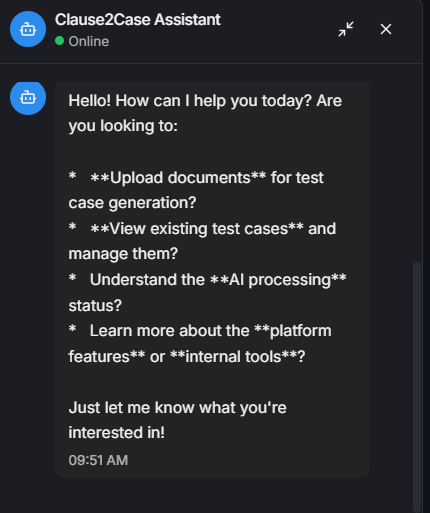 Clause2Case Assistant
Online
Hello! How can I help you today? Are
you looking to:
*   **Upload documents** for test
case generation?
*   **View existing test cases** and
manage them?
*   Understand the **AI processing**
status?
*   Learn more about the **platform
features** or **internal tools**?
Just let me know what you're
interested in!
09:51 AM